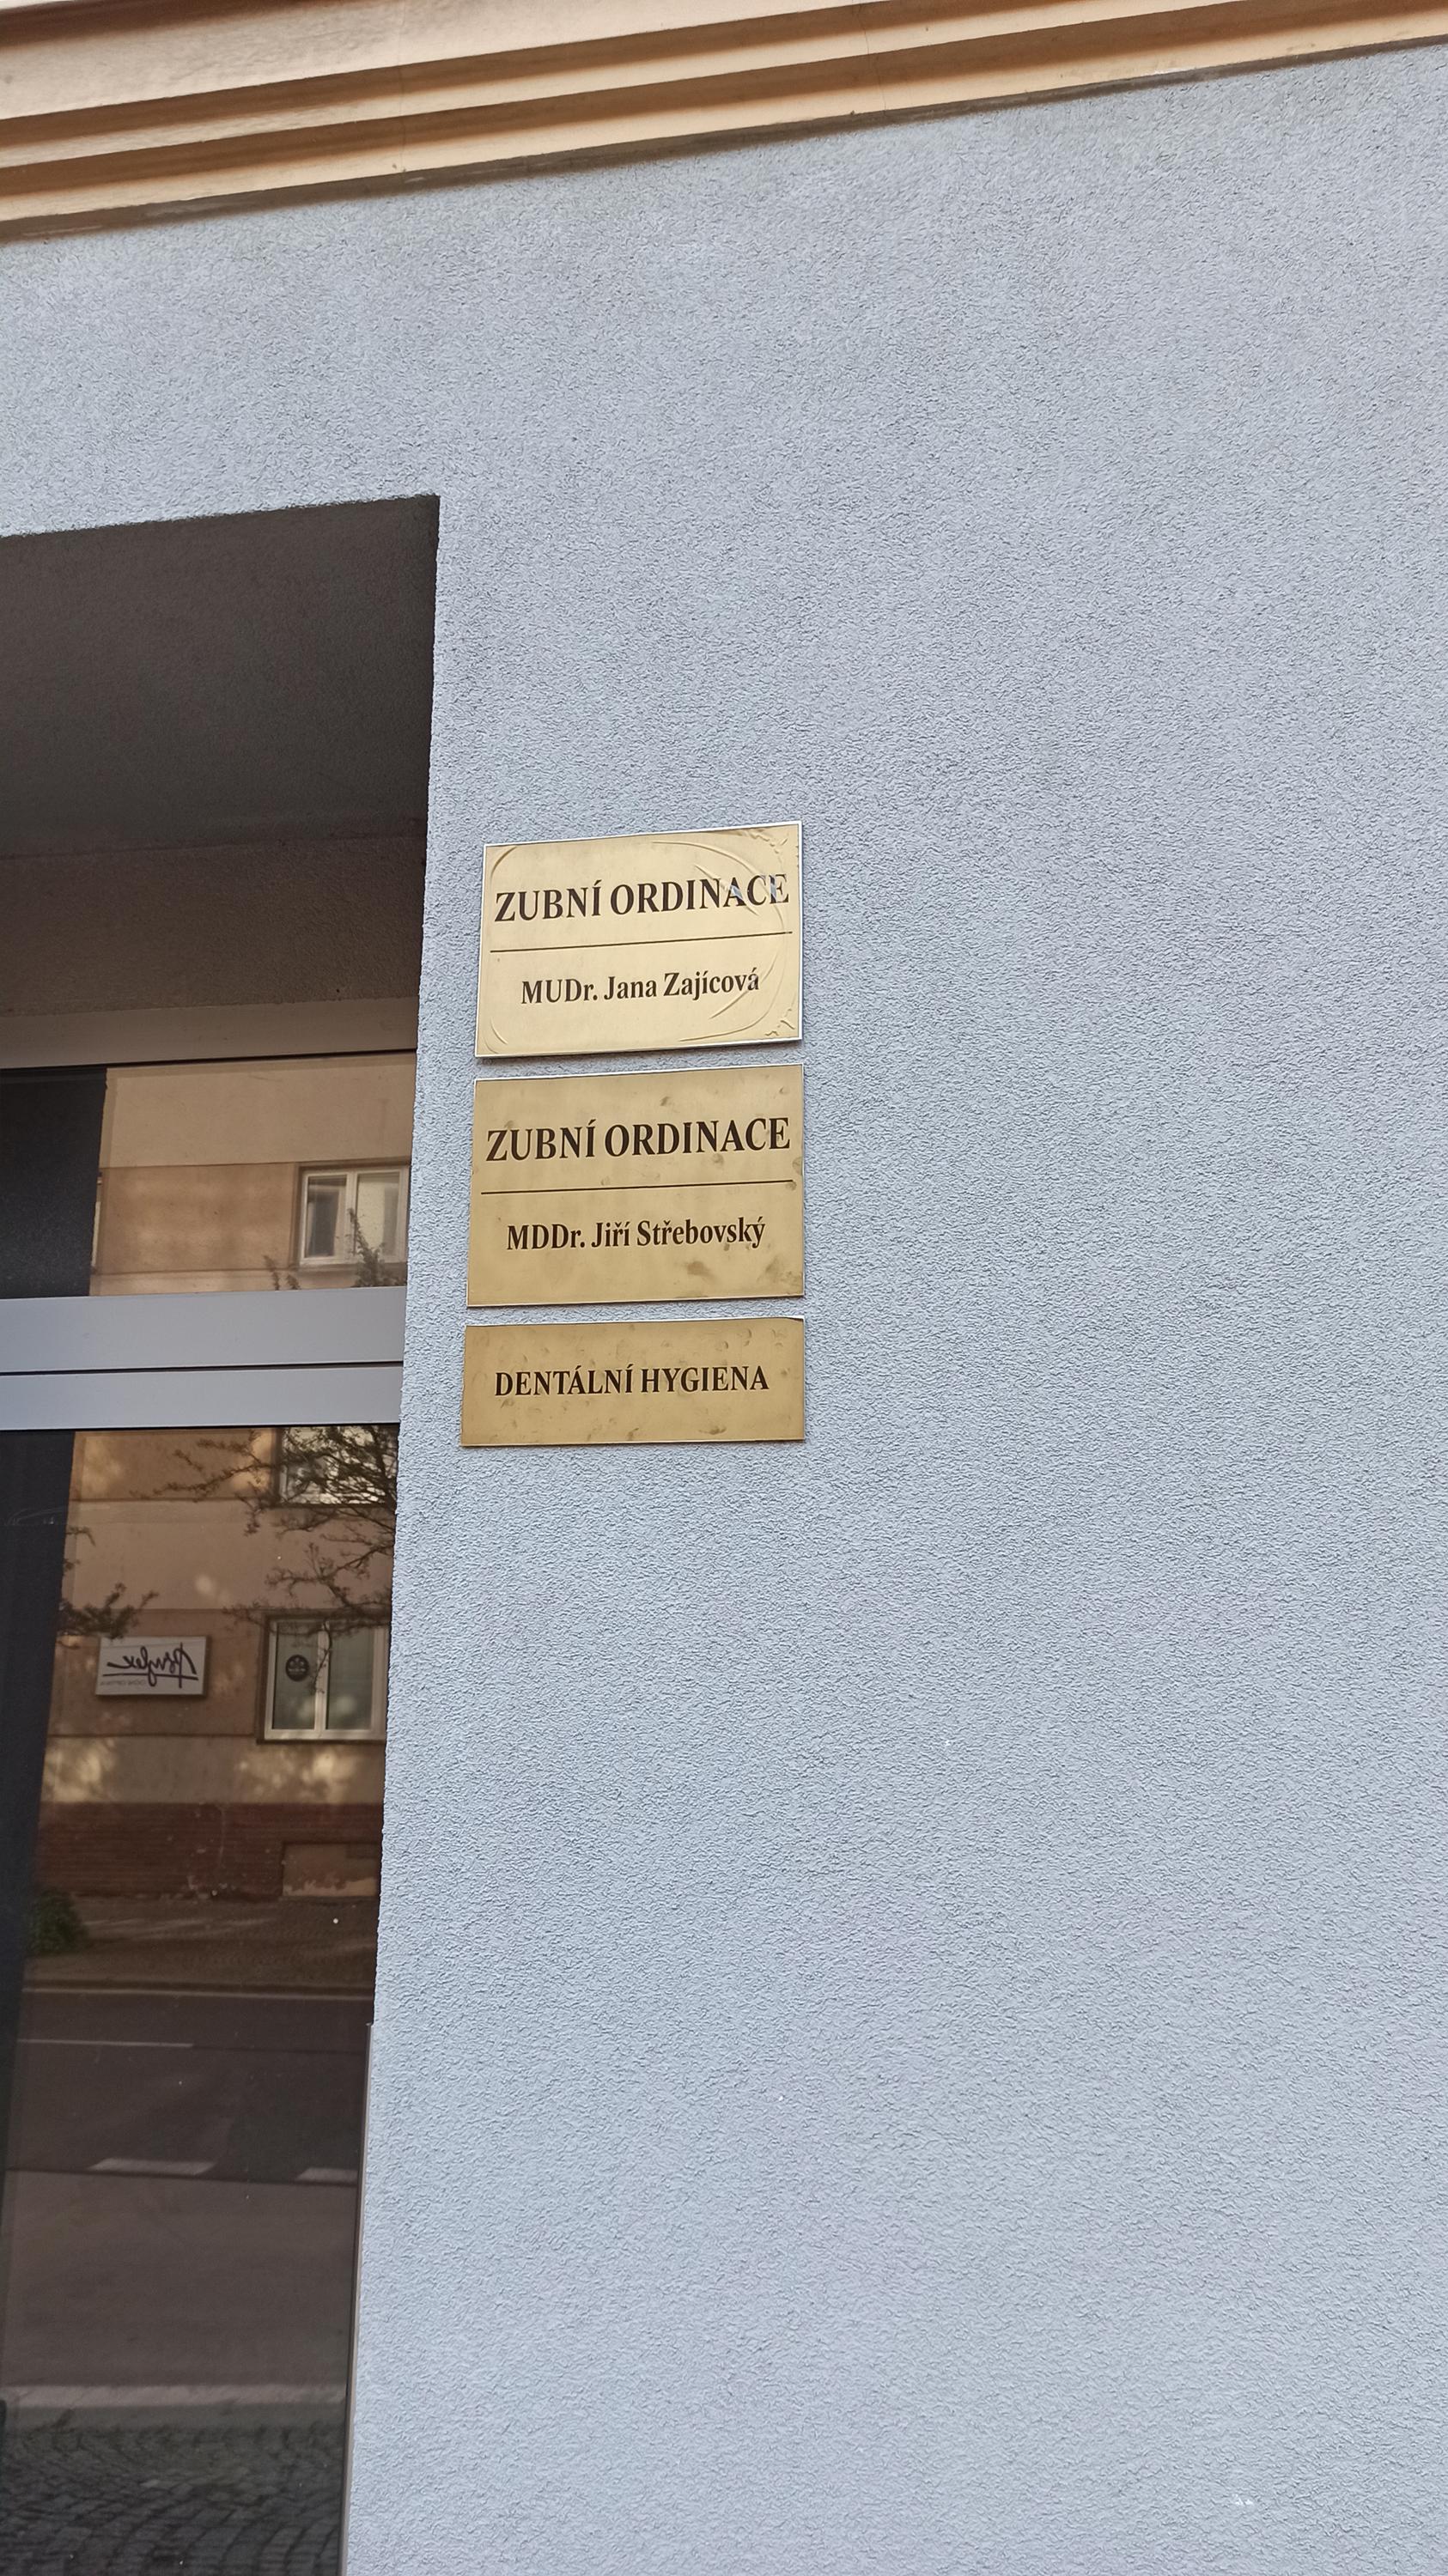 ZUBNÍ ORDINACE
MUDr. Jana Zajícová
ZUBNÍ ORDINACE
MDDr. Jiří Střebovský
DENTÁLNÍ HYGIENA